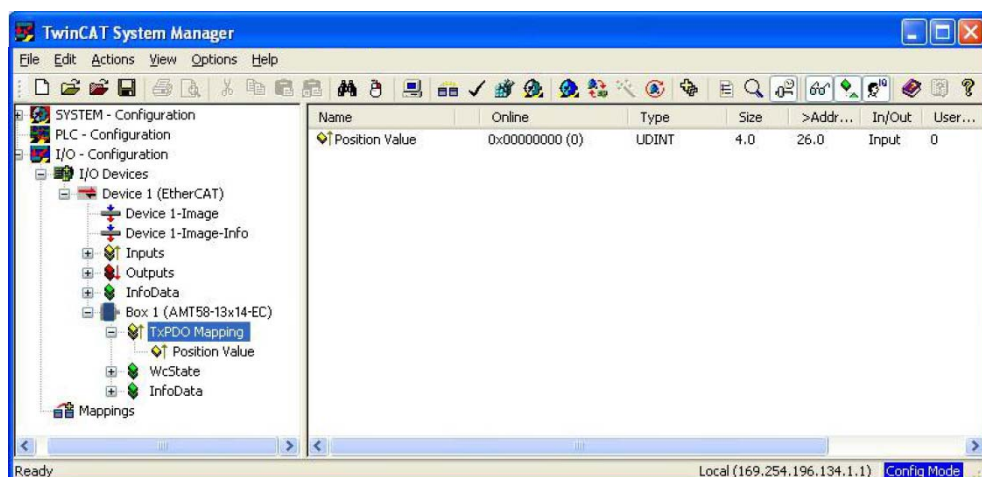 TwinCAT System Manager
File Edit Actions View Options Help
SYSTEM - Configuration
PLC - Configuration
I/O - Configuration
I/O Devices
Device 1 (EtherCAT)
Device 1-Image
Device 1-Image-Info
Inputs
Outputs
InfoData
Box 1 (AMT58-13x14-EC)
TxPDO Mapping
Position Value
WcState
InfoData
Mappings
Name Online Type Size >Addr... In/Out User...
Position Value 0x00000000 (0) UDINT 4.0 26.0 Input 0
Ready Local (169.254.196.134.1.1) Config Mode